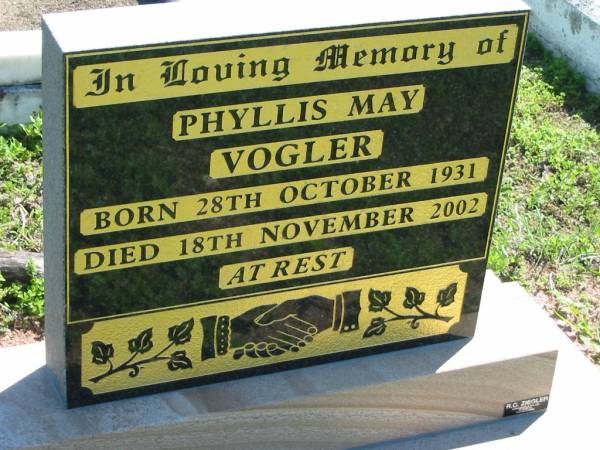 In Loving Memory of
PHYLLIS MAY
VOGLER
BORN 28TH OCTOBER 1931
DIED 18TH NOVEMBER 2002
AT REST
R.C. ZIEGLER